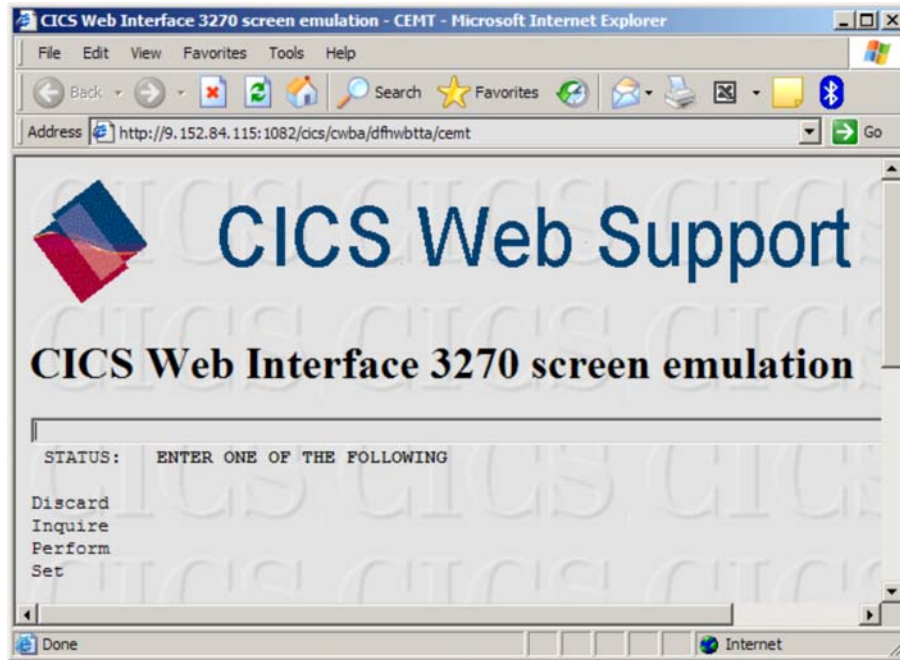 CICS Web Interface 3270 screen emulation - CEMT - Microsoft Internet Explorer
File Edit View Favorites Tools Help
Back Search Favorites
Address http://9.152.84.115:1082/cics/cwba/dfhwbtta/cemt Go
CICS Web Support
CICS Web Interface 3270 screen emulation
STATUS: ENTER ONE OF THE FOLLOWING
Discard
Inquire
Perform
Set
Done Internet